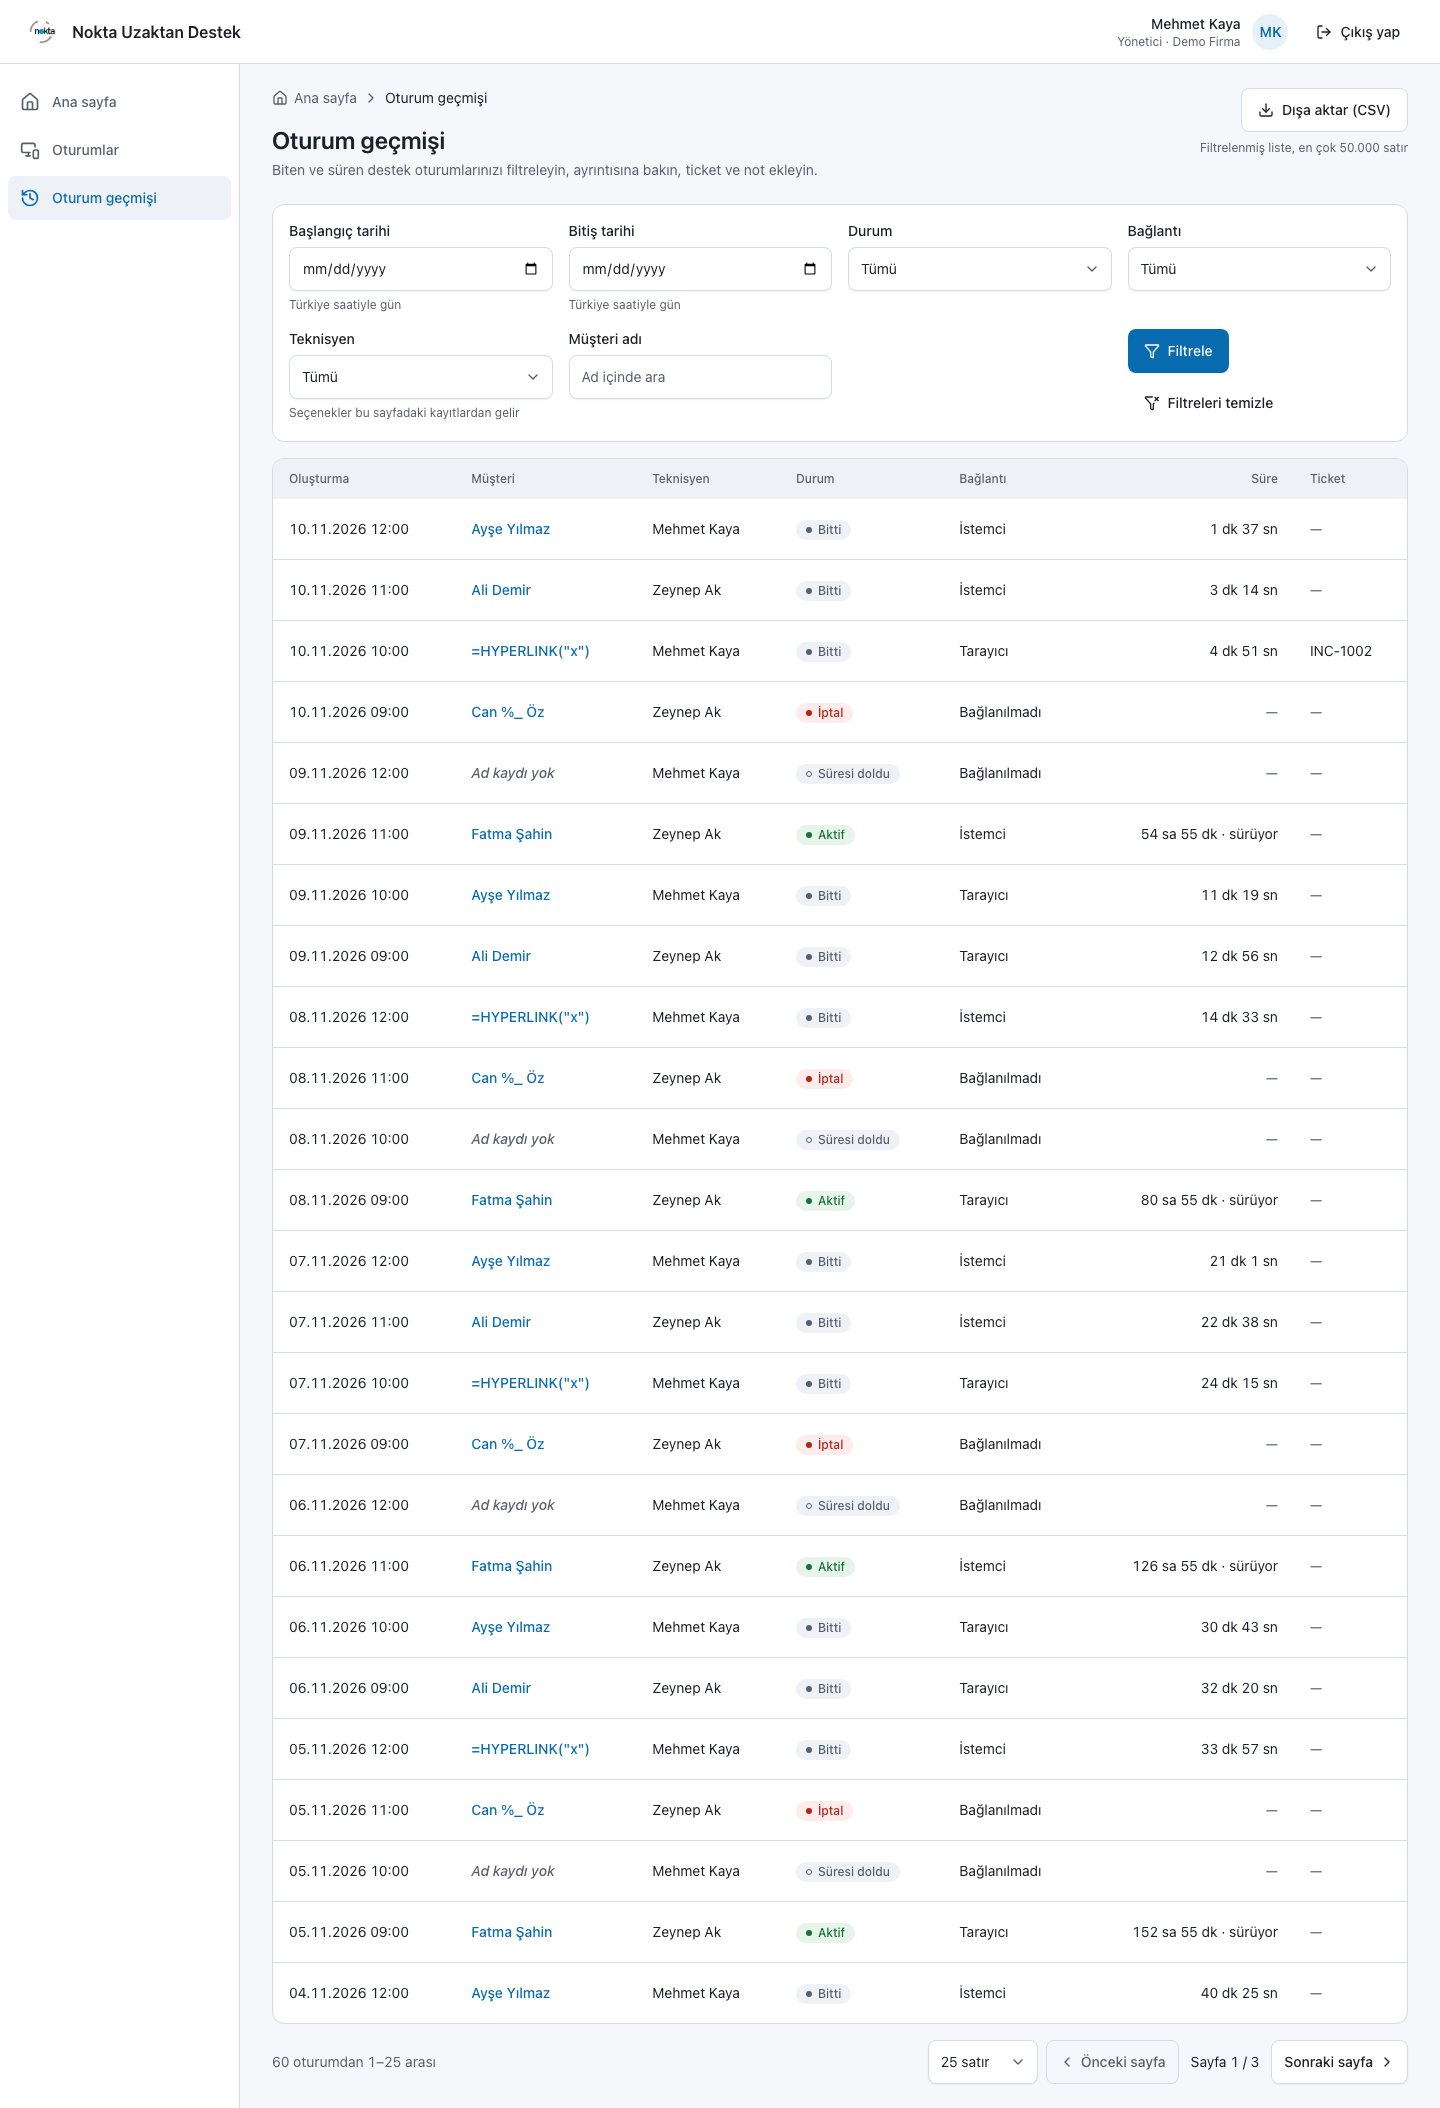 nokta Nokta Uzaktan Destek
Mehmet Kaya
Yönetici · Demo Firma
MK
Çıkış yap
Ana sayfa
Oturumlar
Oturum geçmişi
Ana sayfa > Oturum geçmişi
Oturum geçmişi
Biten ve süren destek oturumlarınızı filtreleyin, ayrıntısına bakın, ticket ve not ekleyin.
Dışa aktar (CSV)
Filtrelenmiş liste, en çok 50.000 satır
Başlangıç tarihi Bitiş tarihi Durum Bağlantı
mm/dd/yyyy mm/dd/yyyy Tümü Tümü
Türkiye saatiyle gün Türkiye saatiyle gün
Teknisyen Müşteri adı
Tümü Ad içinde ara
Seçenekler bu sayfadaki kayıtlardan gelir
Filtrele
Filtreleri temizle
Oluşturma Müşteri Teknisyen Durum Bağlantı Süre Ticket
10.11.2026 12:00 Ayşe Yılmaz Mehmet Kaya Bitti İstemci 1 dk 37 sn —
10.11.2026 11:00 Ali Demir Zeynep Ak Bitti İstemci 3 dk 14 sn —
10.11.2026 10:00 =HYPERLINK("x") Mehmet Kaya Bitti Tarayıcı 4 dk 51 sn INC-1002
10.11.2026 09:00 Can %_ Öz Zeynep Ak İptal Bağlanılmadı — —
09.11.2026 12:00 Ad kaydı yok Mehmet Kaya Süresi doldu Bağlanılmadı — —
09.11.2026 11:00 Fatma Şahin Zeynep Ak Aktif İstemci 54 sa 55 dk · sürüyor —
09.11.2026 10:00 Ayşe Yılmaz Mehmet Kaya Bitti Tarayıcı 11 dk 19 sn —
09.11.2026 09:00 Ali Demir Zeynep Ak Bitti Tarayıcı 12 dk 56 sn —
08.11.2026 12:00 =HYPERLINK("x") Mehmet Kaya Bitti İstemci 14 dk 33 sn —
08.11.2026 11:00 Can %_ Öz Zeynep Ak İptal Bağlanılmadı — —
08.11.2026 10:00 Ad kaydı yok Mehmet Kaya Süresi doldu Bağlanılmadı — —
08.11.2026 09:00 Fatma Şahin Zeynep Ak Aktif Tarayıcı 80 sa 55 dk · sürüyor —
07.11.2026 12:00 Ayşe Yılmaz Mehmet Kaya Bitti İstemci 21 dk 1 sn —
07.11.2026 11:00 Ali Demir Zeynep Ak Bitti İstemci 22 dk 38 sn —
07.11.2026 10:00 =HYPERLINK("x") Mehmet Kaya Bitti Tarayıcı 24 dk 15 sn —
07.11.2026 09:00 Can %_ Öz Zeynep Ak İptal Bağlanılmadı — —
06.11.2026 12:00 Ad kaydı yok Mehmet Kaya Süresi doldu Bağlanılmadı — —
06.11.2026 11:00 Fatma Şahin Zeynep Ak Aktif İstemci 126 sa 55 dk · sürüyor —
06.11.2026 10:00 Ayşe Yılmaz Mehmet Kaya Bitti Tarayıcı 30 dk 43 sn —
06.11.2026 09:00 Ali Demir Zeynep Ak Bitti Tarayıcı 32 dk 20 sn —
05.11.2026 12:00 =HYPERLINK("x") Mehmet Kaya Bitti İstemci 33 dk 57 sn —
05.11.2026 11:00 Can %_ Öz Zeynep Ak İptal Bağlanılmadı — —
05.11.2026 10:00 Ad kaydı yok Mehmet Kaya Süresi doldu Bağlanılmadı — —
05.11.2026 09:00 Fatma Şahin Zeynep Ak Aktif Tarayıcı 152 sa 55 dk · sürüyor —
04.11.2026 12:00 Ayşe Yılmaz Mehmet Kaya Bitti İstemci 40 dk 25 sn —
60 oturumdan 1–25 arası 25 satır Önceki sayfa Sayfa 1 / 3 Sonraki sayfa